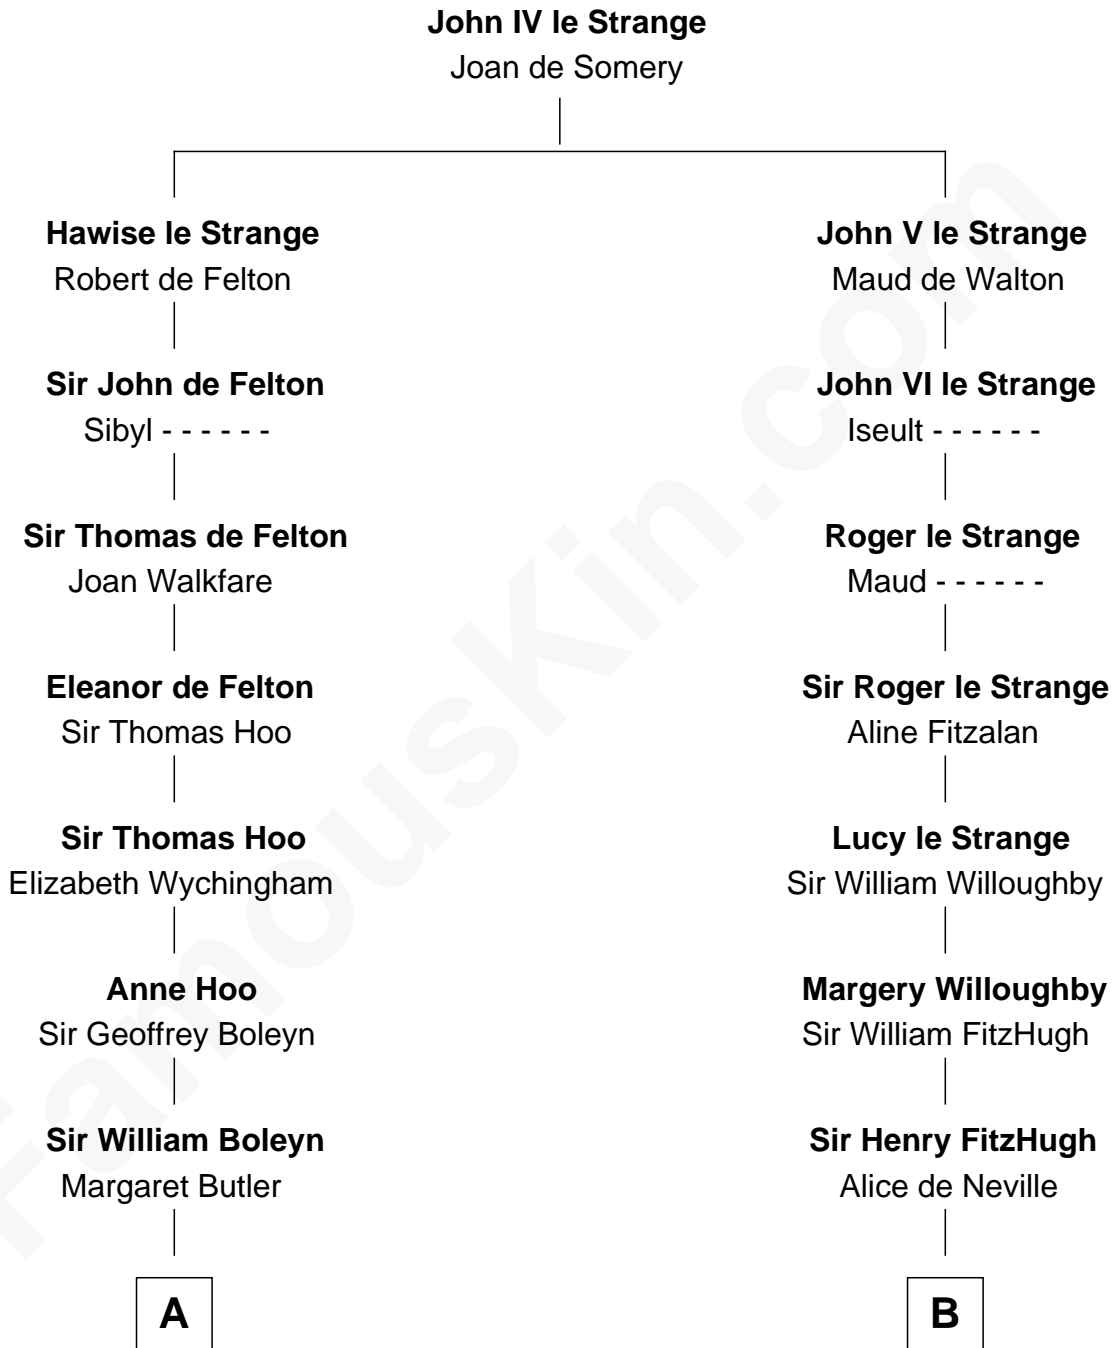 John IV le Strange
Joan de Somery
Hawise le Strange
Robert de Felton
John V le Strange
Maud de Walton
Sir John de Felton
Sibyl - - - - - -
John VI le Strange
Iseult - - - - - -
Sir Thomas de Felton
Joan Walkfare
Roger le Strange
Maud - - - - - -
Eleanor de Felton
Sir Thomas Hoo
Sir Roger le Strange
Aline Fitzalan
Sir Thomas Hoo
Elizabeth Wychingham
Lucy le Strange
Sir William Willoughby
Anne Hoo
Sir Geoffrey Boleyn
Margery Willoughby
Sir William FitzHugh
Sir William Boleyn
Margaret Butler
Sir Henry FitzHugh
Alice de Neville
A
B
FamousKin.com